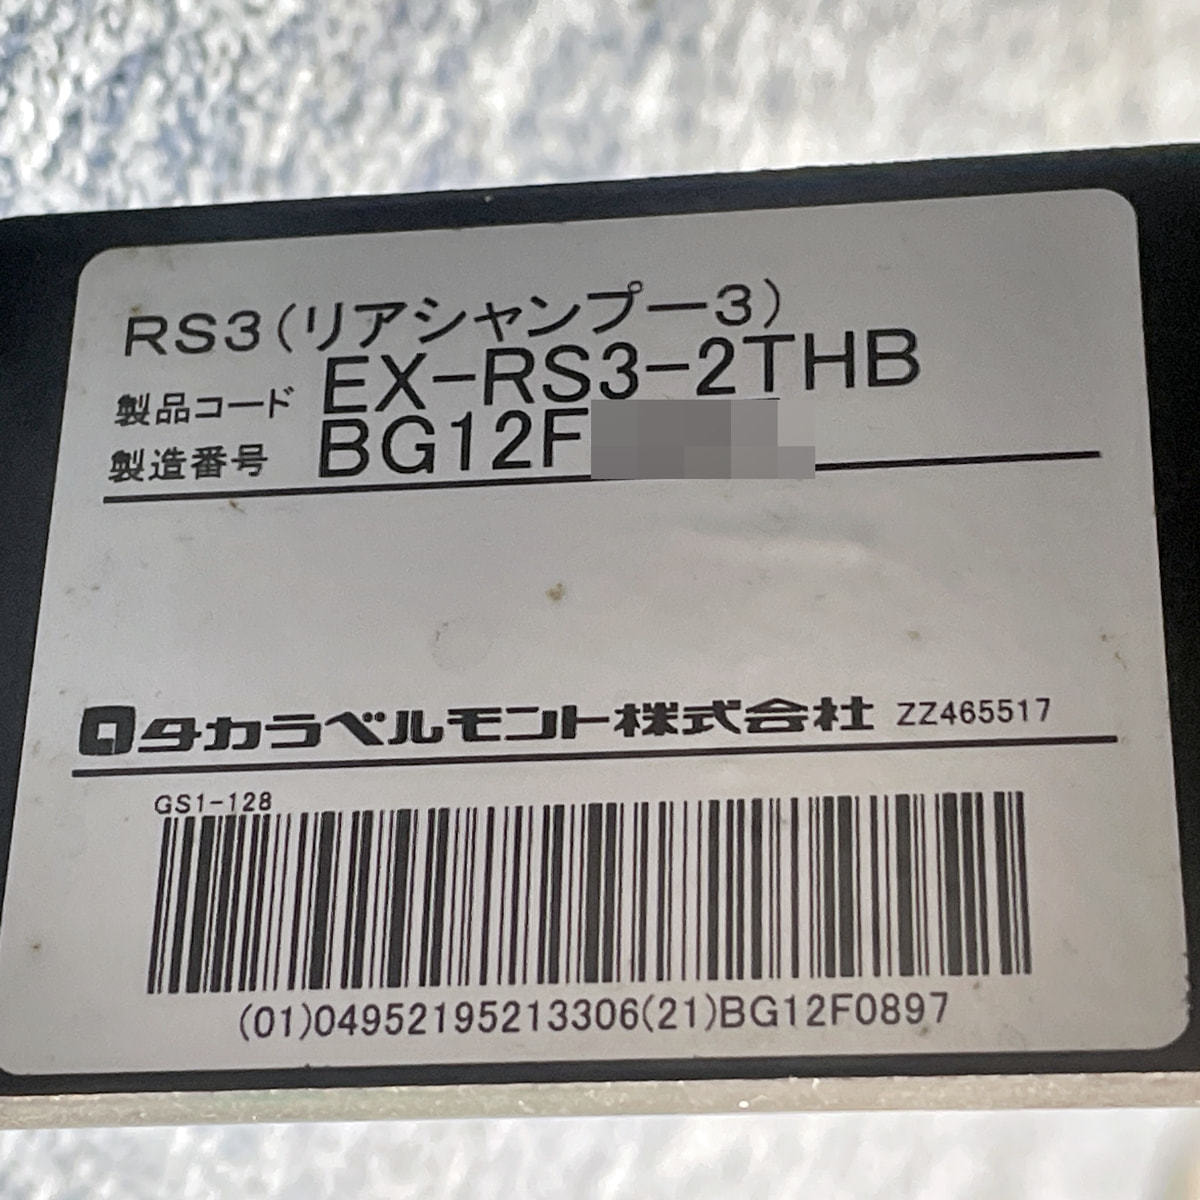 RS3(リアシャンプー3)
製品コード EX-RS3-2THB
製造番号 BG12F
タカラベルモント株式会社 ZZ465517
GS1-128
(01)04952195213306(21)BG12F0897